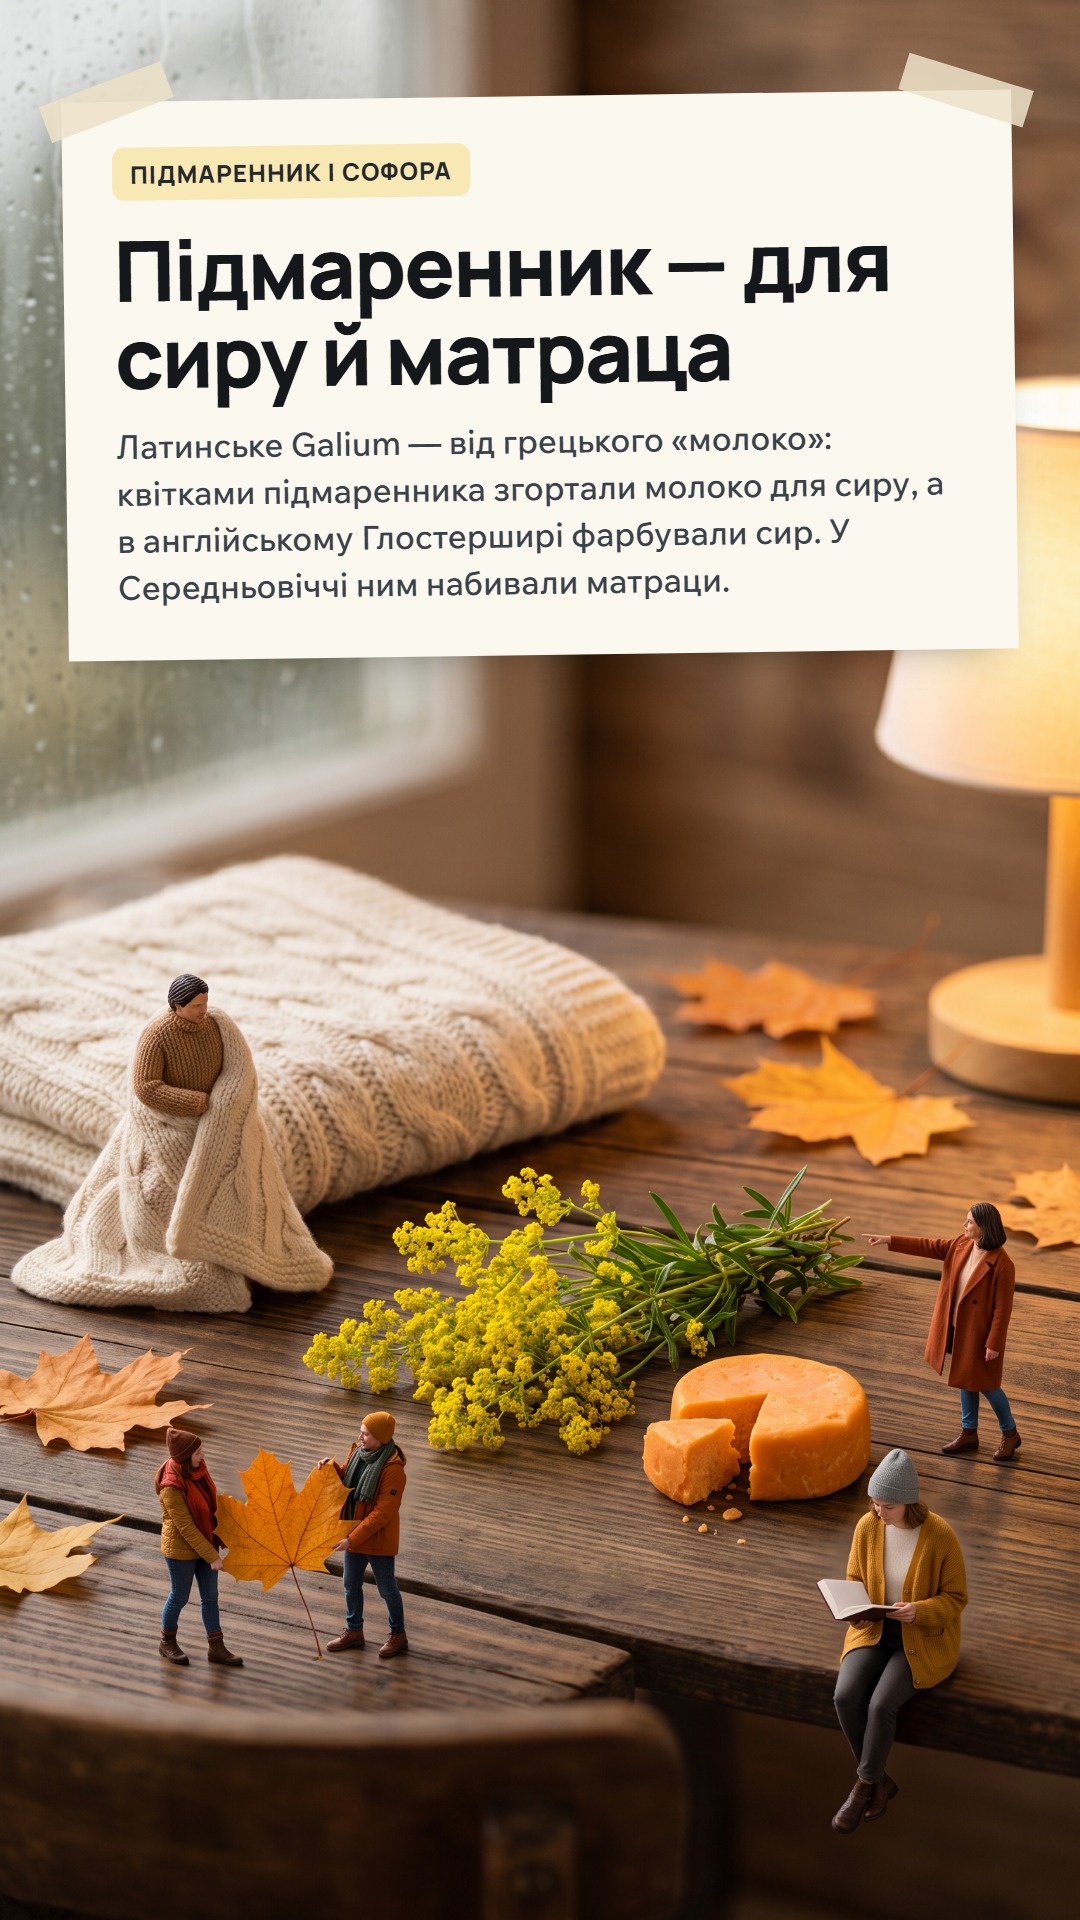 ПІДМАРЕННИК І СОФОРА
Підмаренник — для
сиру й матраца
Латинське Galium — від грецького «молоко»:
квітками підмаренника згортали молоко для сиру, а
в англійському Глостерширі фарбували сир. У
Середньовіччі ним набивали матраци.